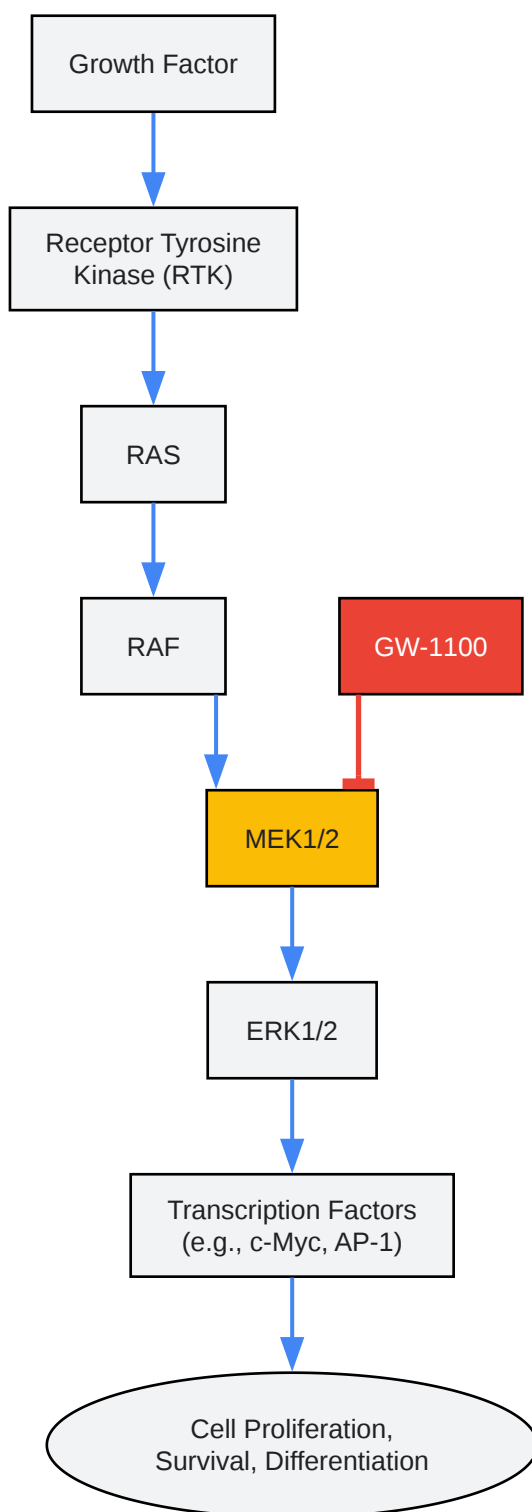 Growth Factor
Receptor Tyrosine
Kinase (RTK)
RAS
RAF
GW-1100
MEK1/2
ERK1/2
Transcription Factors
(e.g., c-Myc, AP-1)
Cell Proliferation,
Survival, Differentiation